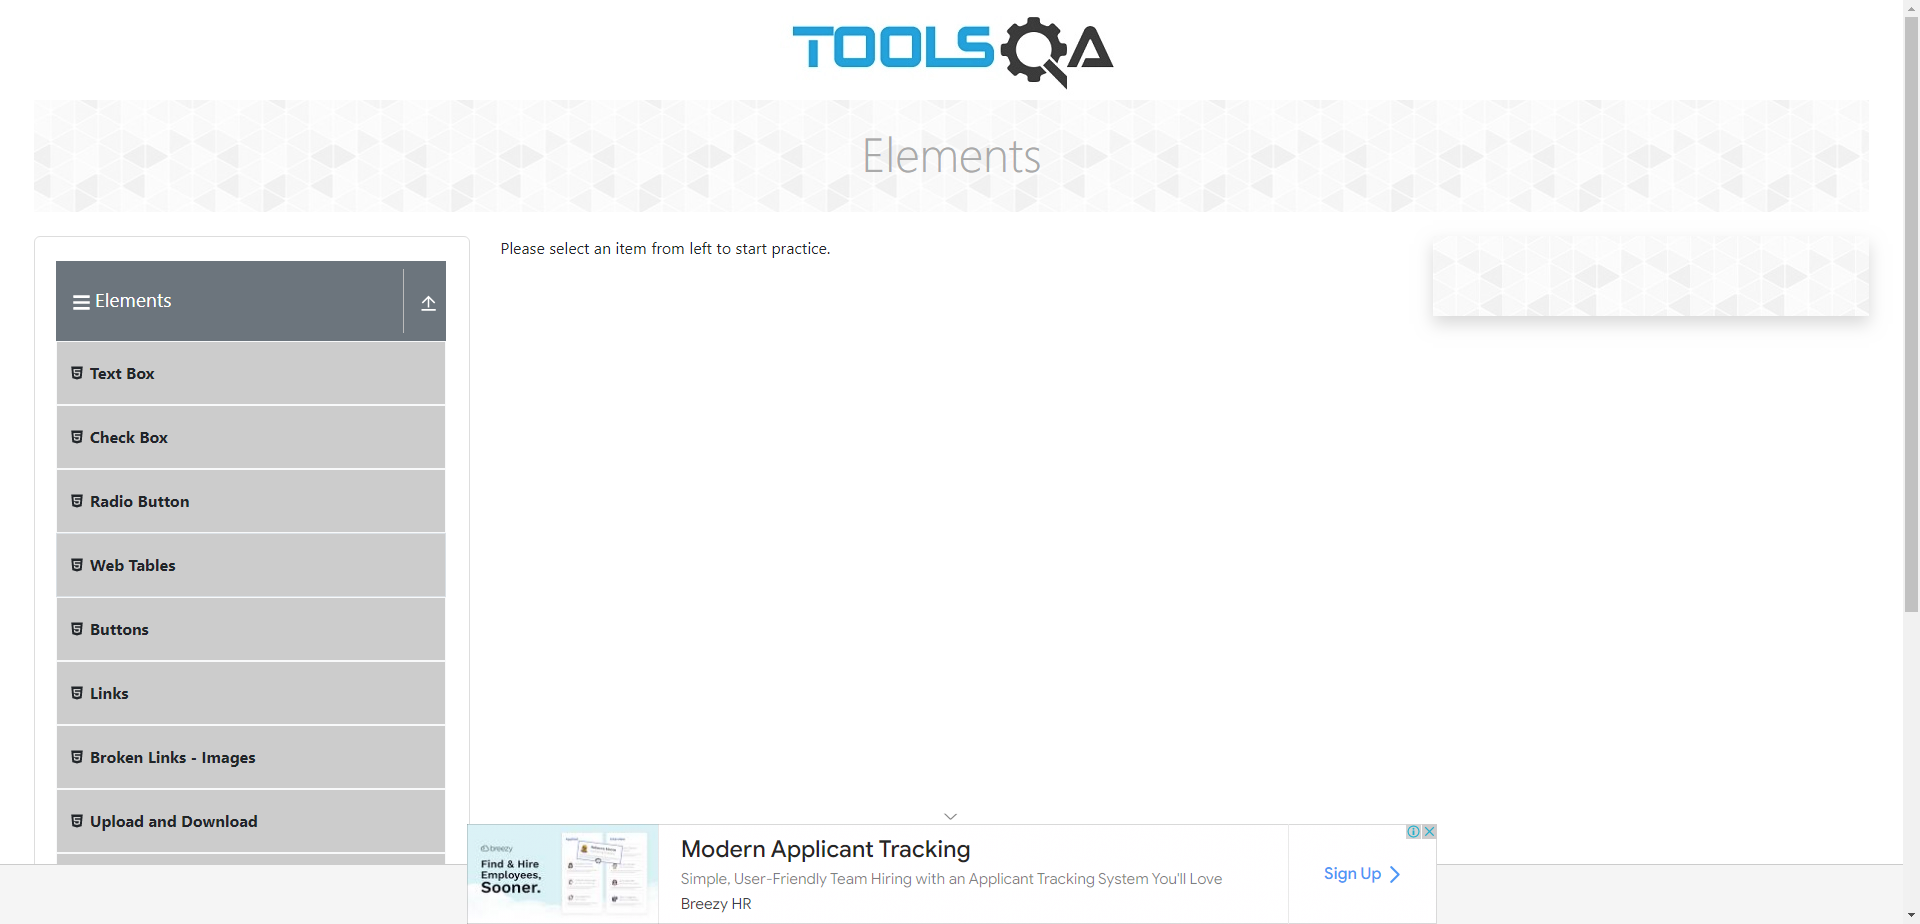 TOOLSQA
Elements
Elements
Text Box
Check Box
Radio Button
Web Tables
Buttons
Links
Broken Links - Images
Upload and Download
Please select an item from left to start practice.
breezy
Find & Hire
Employees,
Sooner.
Modern Applicant Tracking
Simple, User-Friendly Team Hiring with an Applicant Tracking System You'll Love
Breezy HR
Sign Up